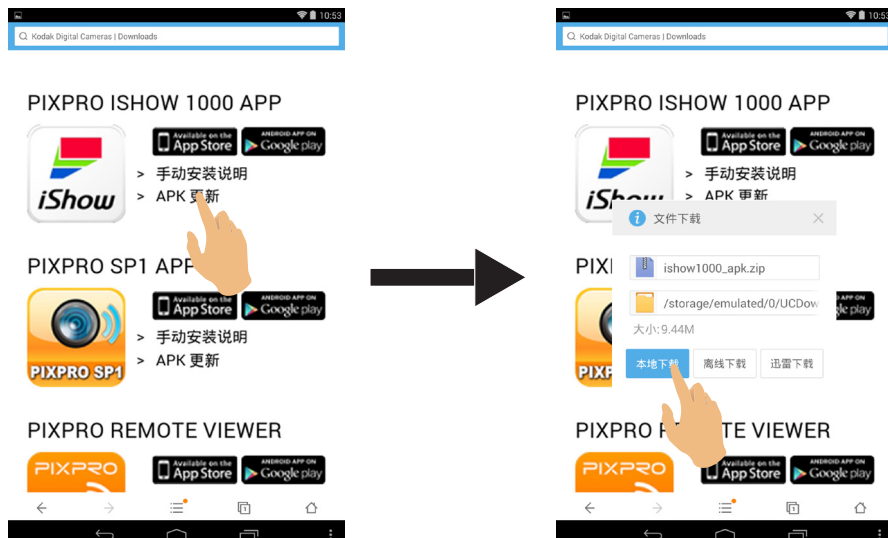 10:53
Kodak Digital Cameras | Downloads
PIXPRO ISHOW 1000 APP
iShow
Available on the
App Store
ANDROID APP ON
Google play
> 手动安装说明
> APK 更新
PIXPRO SP1 APP
PIXPRO SP1
Available on the
App Store
ANDROID APP ON
Google play
> 手动安装说明
> APK 更新
PIXPRO REMOTE VIEWER
PIXPRO
Available on the
App Store
ANDROID APP ON
Google play
1
10:53
Kodak Digital Cameras | Downloads
PIXPRO ISHOW 1000 APP
Available on the
App Store
ANDROID APP ON
Google play
> 手动安装说明
> APK 更新
文件下载
ishow1000_apk.zip
/storage/emulated/0/UCDow
大小:9.44M
本地下载
离线下载
迅雷下载
VIEWER
PIXPRO
Available on the
App Store
ANDROID APP ON
Google play
1